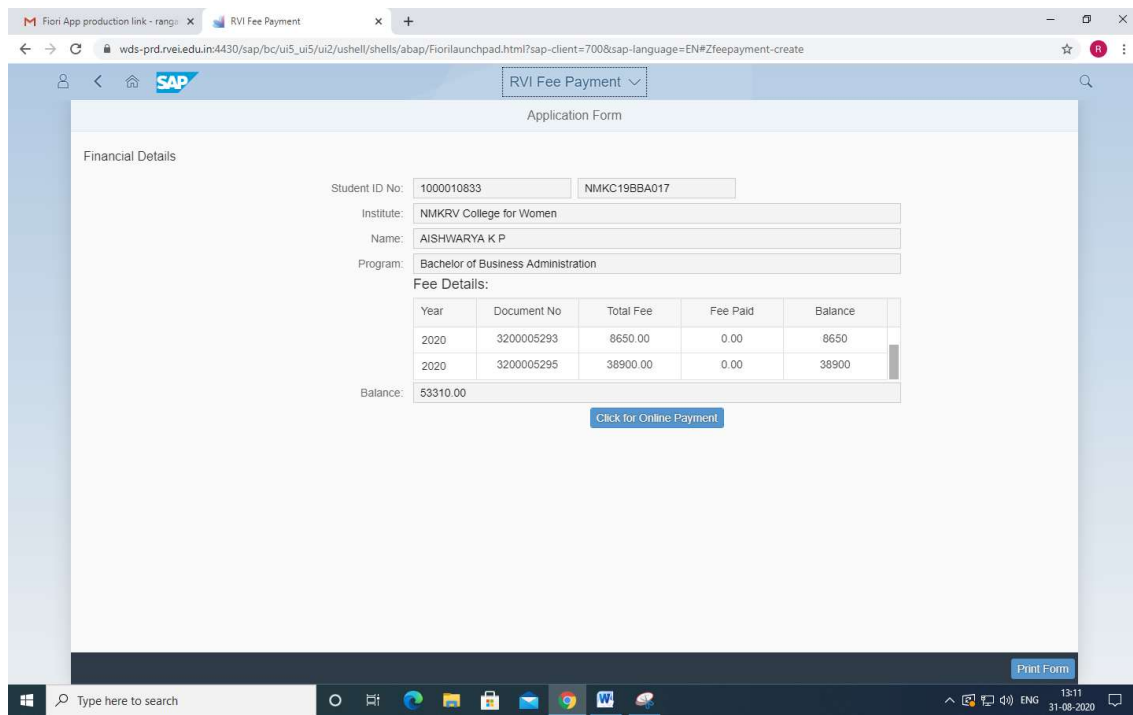 Fiori App production link - ranga
RVI Fee Payment
wds-prd.rvei.edu.in:4430/sap/bc/ui5_ui5/ui2/ushell/shells/abap/Fiorilaunchpad.html?sap-client=700&sap-language=EN#Zfeepayment-create
R
SAP
RVI Fee Payment
Application Form
Financial Details
Student ID No: 1000010833 NMKC19BBA017
Institute: NMKRV College for Women
Name: AISHWARYA K P
Program: Bachelor of Business Administration
Fee Details:
Year Document No Total Fee Fee Paid Balance
2020 3200005293 8650.00 0.00 8650
2020 3200005295 38900.00 0.00 38900
Balance: 53310.00
Click for Online Payment
Print Form
Type here to search
W
ENG
13:11
31-08-2020